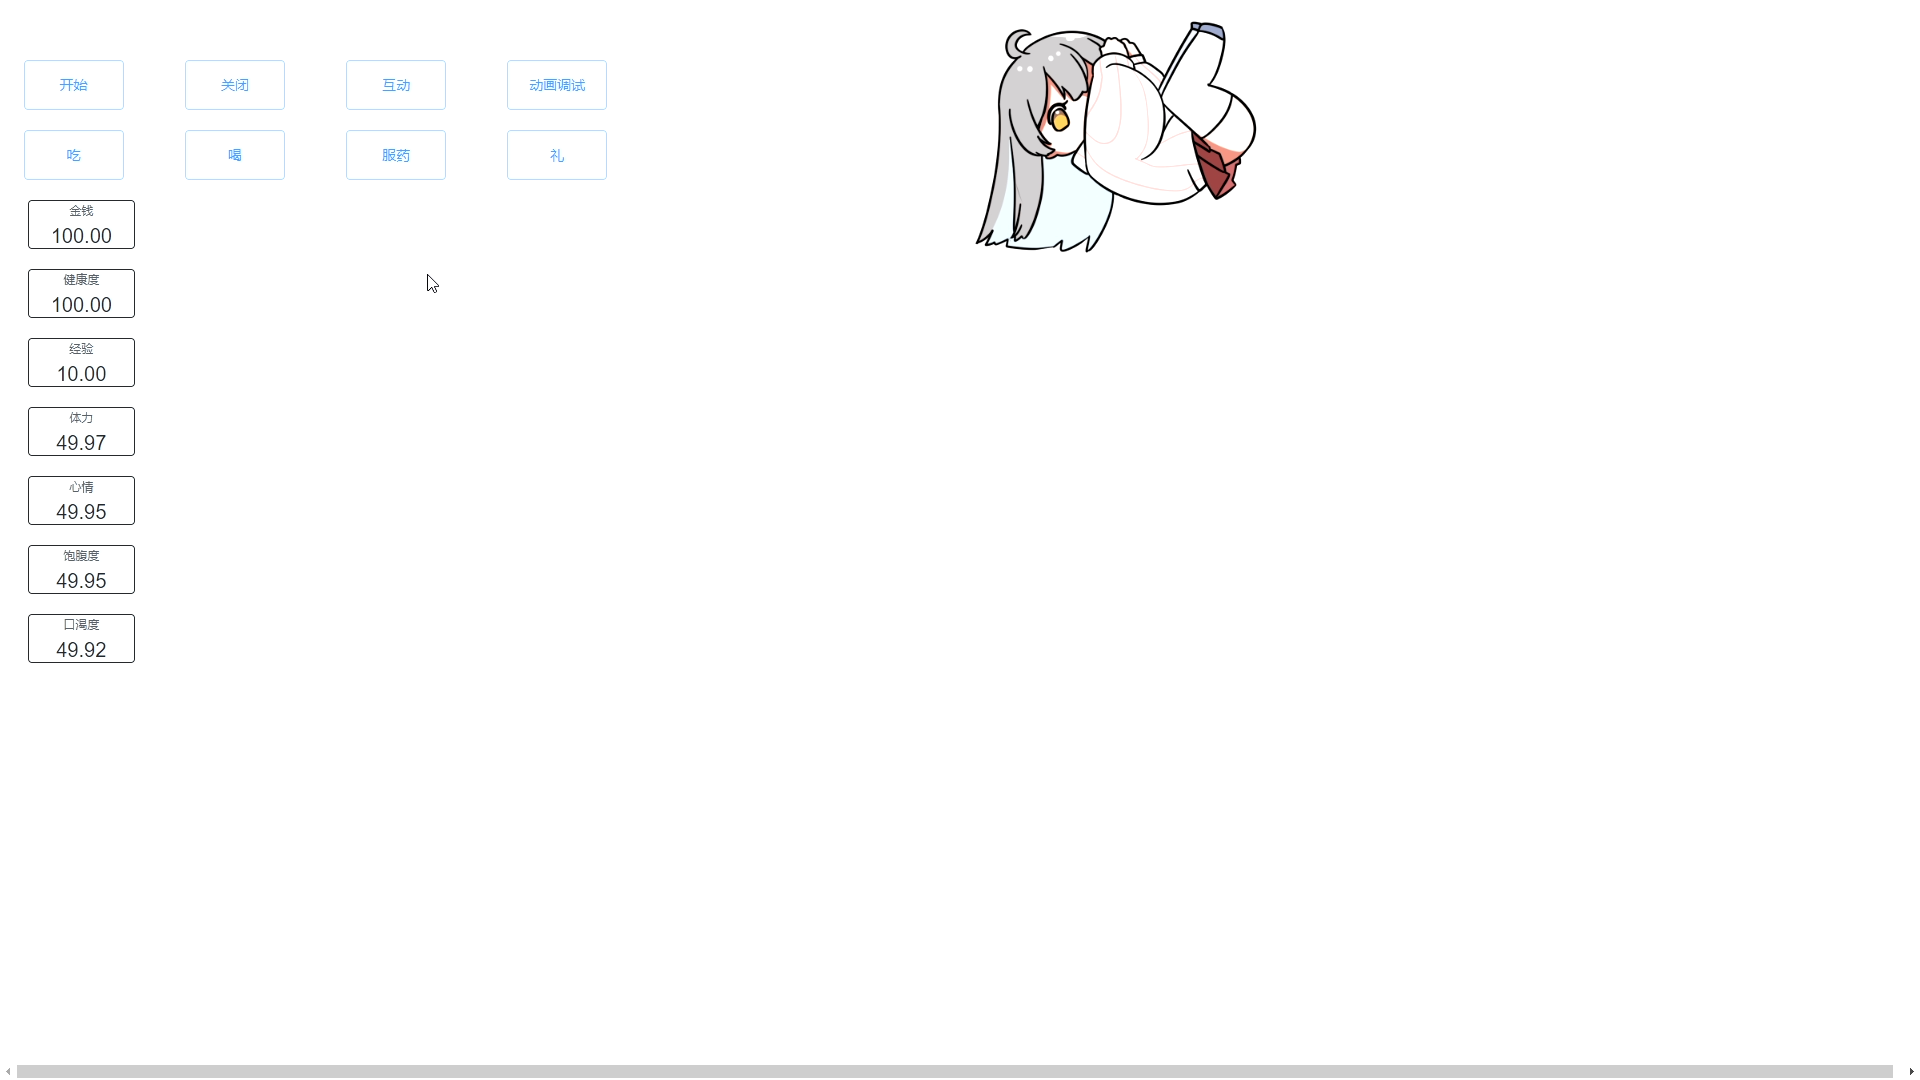 开始
关闭
互动
动画调试
吃
喝
服药
礼
金钱
100.00
健康度
100.00
经验
10.00
体力
49.97
心情
49.95
饱腹度
49.95
口渴度
49.92